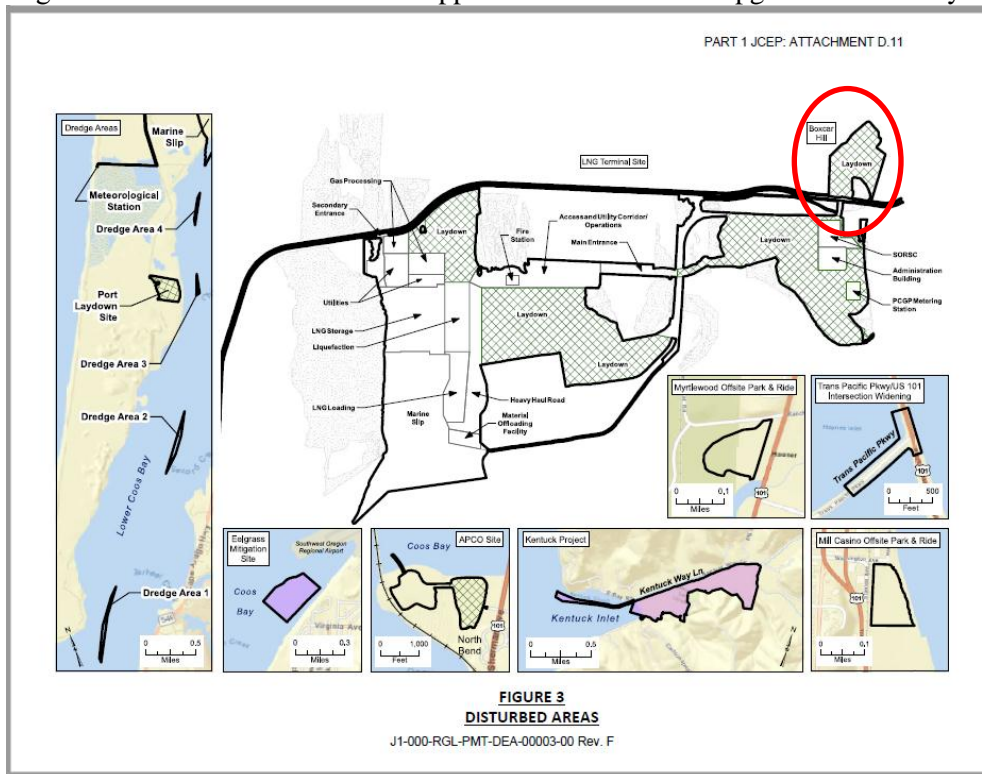 PART 1 JCEP: ATTACHMENT D.11
Dredge Areas
Marine
Slip
Meteorological
Station
Dredge Area 4
Port
Laydown
Site
Dredge Area 3
Dredge Area 2
Lower Coos Bay
Dredge Area 1
0 0.5
Miles
LNG Terminal Site
Boxcar
Hill
Laydown
Gas Processing
Secondary
Entrance
Laydown
Fire
Station
Access and Utility Corridor/
Operations
Main Entrance
Laydown
SORSC
Administration
Building
PCGP Metering
Station
Utilities
LNG Storage
Liquefaction
Laydown
Laydown
LNG Loading
Heavy Haul Road
Marine
Slip
Material
Offloading
Facility
Myrtlewood Offsite Park & Ride
Hauser
101
0 0.1
Miles
Trans Pacific Pkwy/US 101
Intersection Widening
Haynes Inlet
Trans Pacific Pkwy
101
0 500
Feet
Eelgrass
Mitigation
Site
Southwest Oregon
Regional Airport
Coos
Bay
Virginia Ave
0 0.3
Miles
APCO Site
Coos Bay
101
North
Bend
0 1,000
Feet
Kentuck Project
Kentuck Way Ln
Kentuck Inlet
0 0.5
Miles
Mill Casino Offsite Park & Ride
101
0 0.1
Miles
FIGURE 3
DISTURBED AREAS
J1-000-RGL-PMT-DEA-00003-00 Rev. F